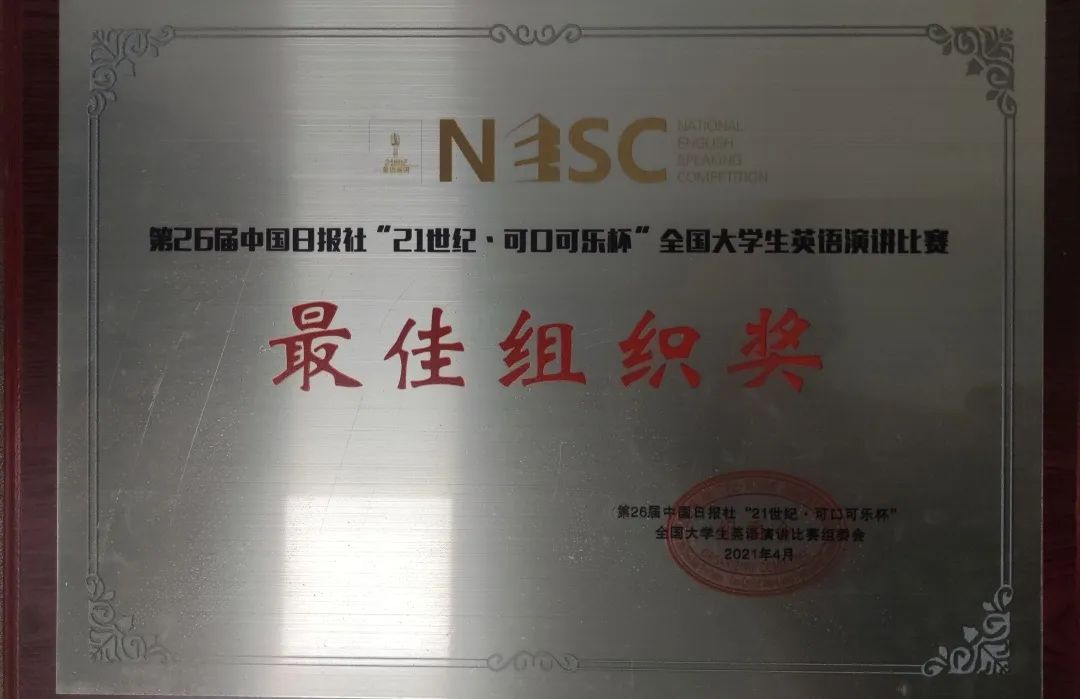 NESC
NATIONAL
ENGLISH
SPEAKING
COMPETITION
第26届中国日报社“21世纪·可口可乐杯”全国大学生英语演讲比赛
最佳组织奖
第26届中国日报社“21世纪·可口可乐杯”
全国大学生英语演讲比赛组委会
2021年4月